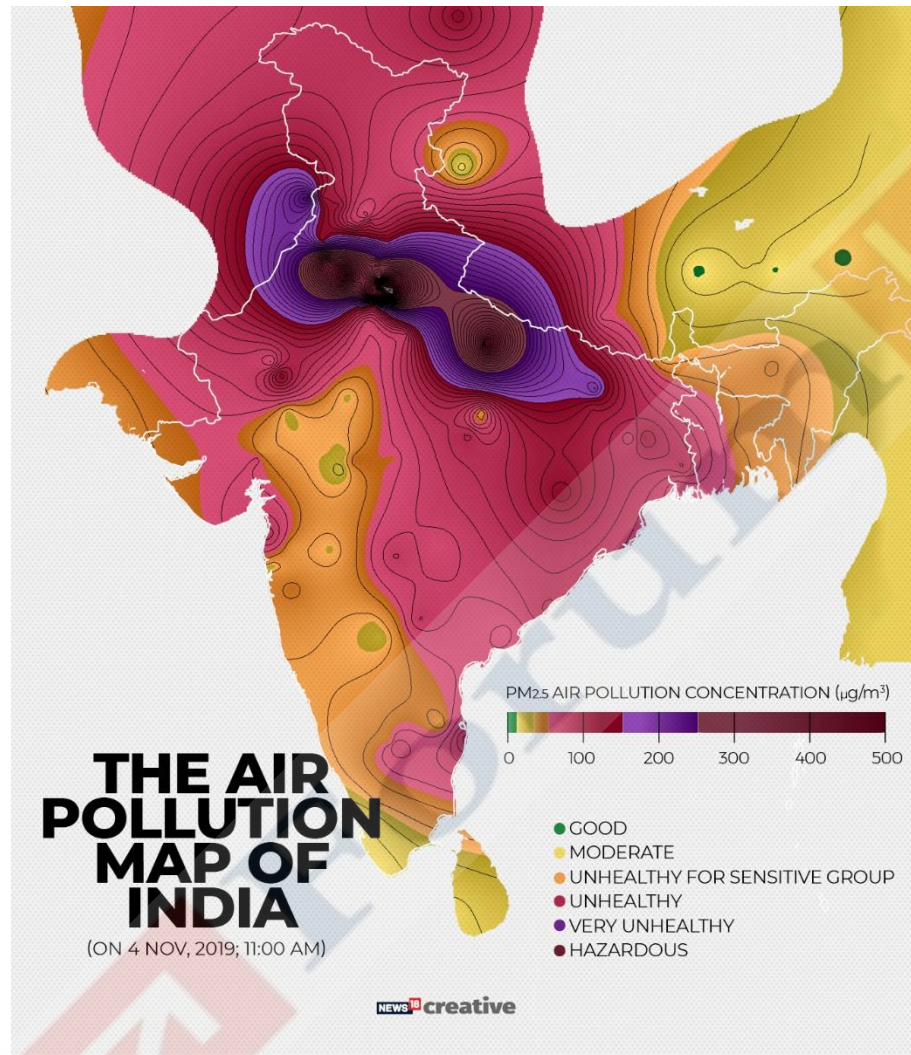 PM2.5 AIR POLLUTION CONCENTRATION (µg/m³)
0 100 200 300 400 500
THE AIR
POLLUTION
MAP OF
INDIA
(ON 4 NOV, 2019; 11:00 AM)
GOOD
MODERATE
UNHEALTHY FOR SENSITIVE GROUP
UNHEALTHY
VERY UNHEALTHY
HAZARDOUS
NEWS18 creative